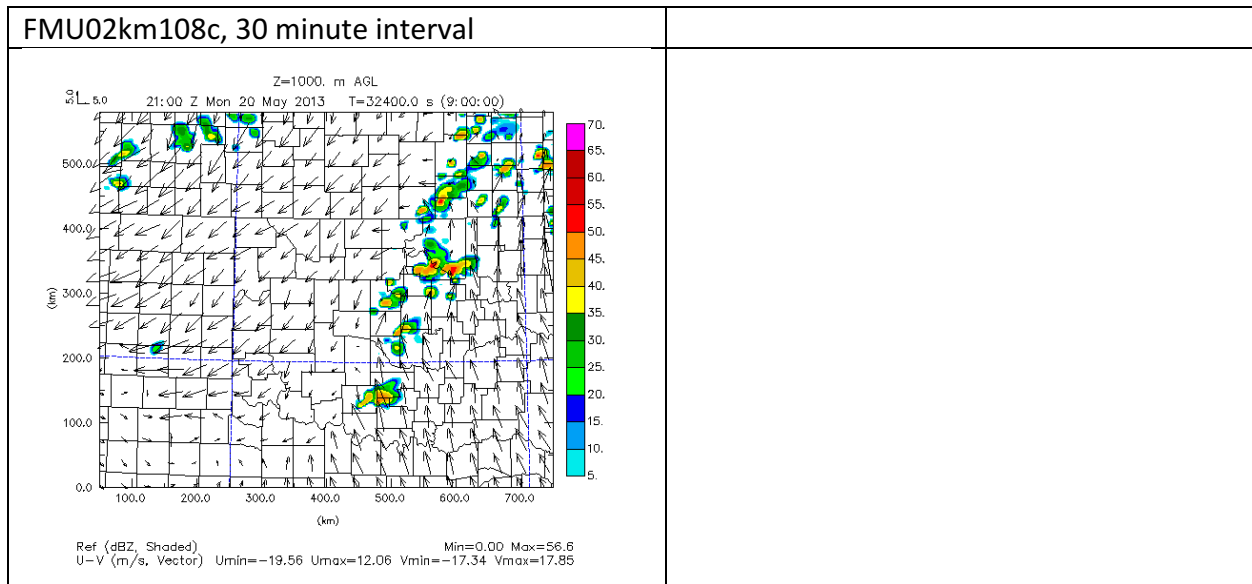 FMU02km108c, 30 minute interval
Z=1000. m AGL
21:00 Z Mon 20 May 2013 T=32400.0 s (9:00:00)
5.0
5.0
70.
65.
60.
55.
50.
45.
40.
35.
30.
25.
20.
15.
10.
5.
500.0
400.0
300.0
200.0
100.0
0.0
(km)
100.0 200.0 300.0 400.0 500.0 600.0 700.0
(km)
Ref (dBZ, Shaded) Min=0.00 Max=56.6
U-V (m/s, Vector) Umin=-19.56 Umax=12.06 Vmin=-17.34 Vmax=17.85